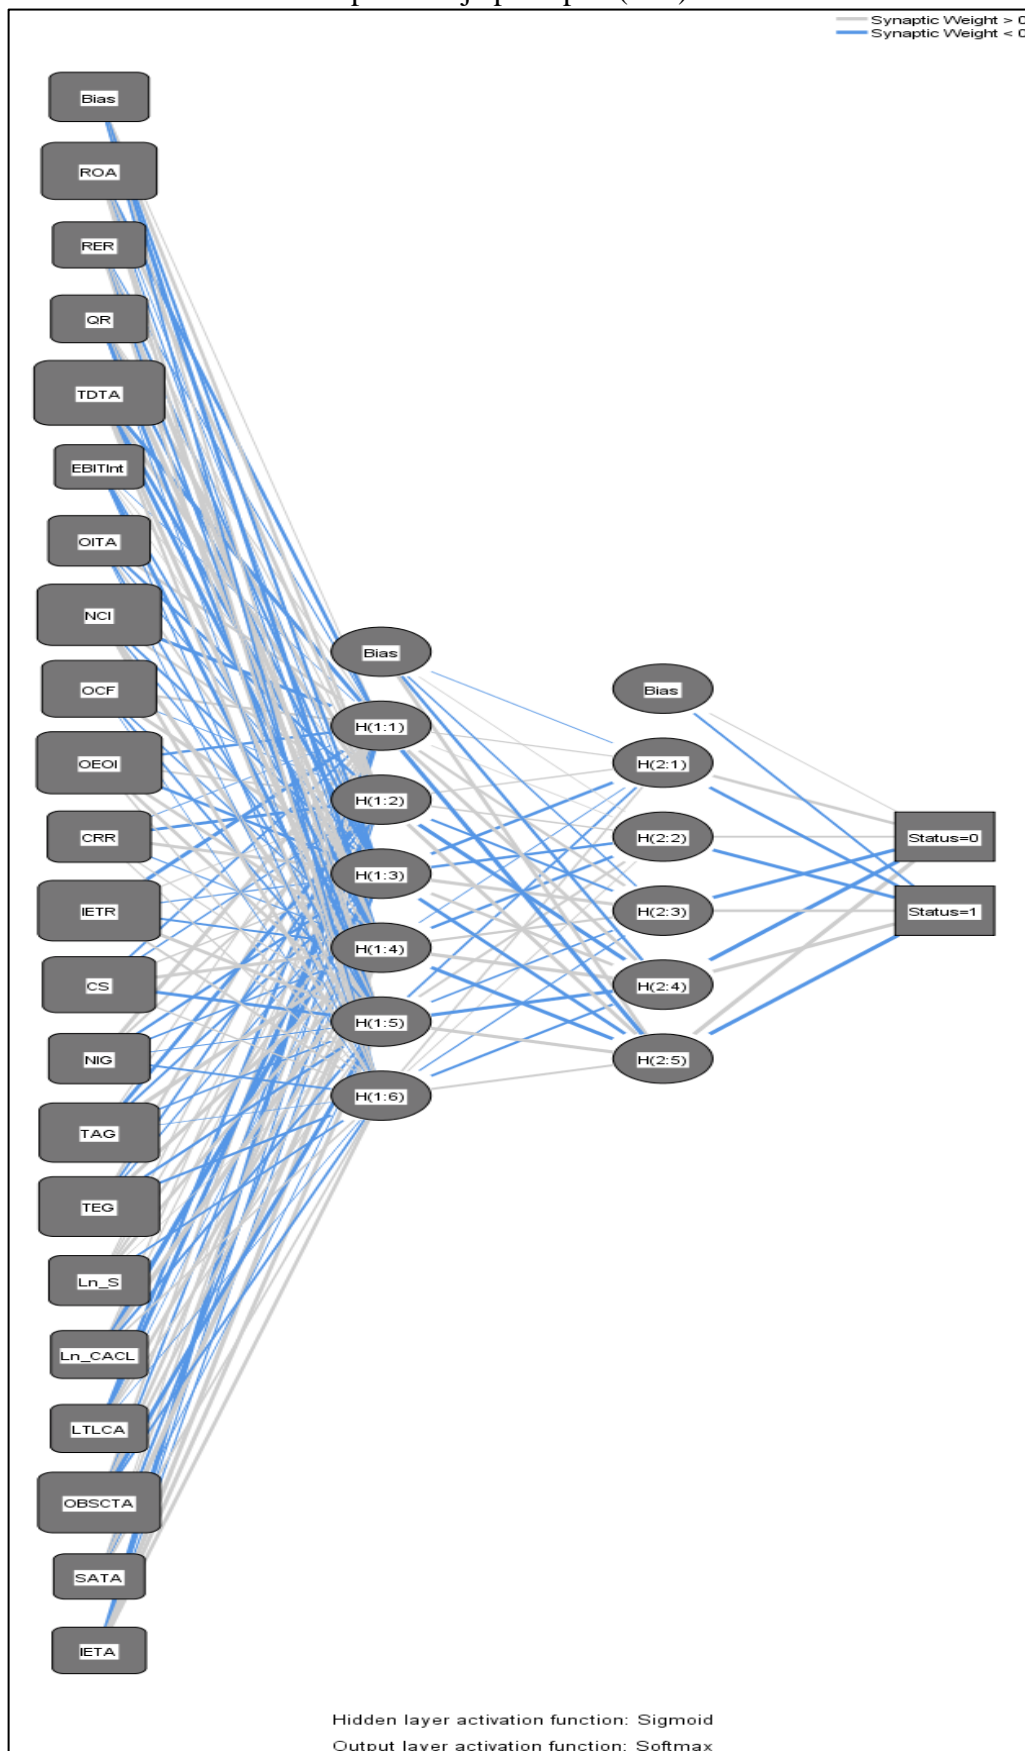 Synaptic Weight > 0
Synaptic Weight < 0
Bias
ROA
RER
QR
TDTA
EBITInt
OITA
NCI
OCF
OEOI
CRR
IETR
CS
NIG
TAG
TEG
Ln_S
Ln_CACL
LTLCA
OBSCTA
SATA
IETA
Bias
H(1:1)
H(1:2)
H(1:3)
H(1:4)
H(1:5)
H(1:6)
Bias
H(2:1)
H(2:2)
H(2:3)
H(2:4)
H(2:5)
Status=0
Status=1
Hidden layer activation function: Sigmoid
Output layer activation function: Softmax